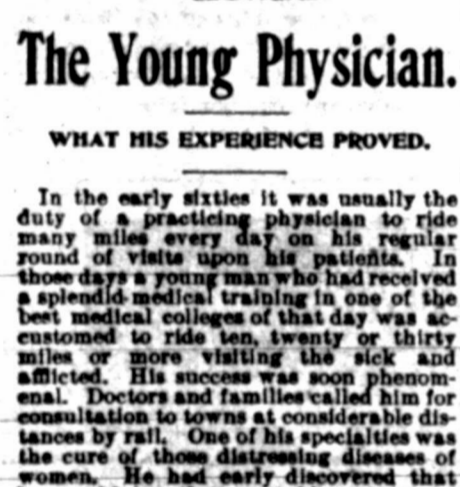 The Young Physician.
WHAT HIS EXPERIENCE PROVED.
In the early sixties it was usually the
duty of a practicing physician to ride
many miles every day on his regular
round of visits upon his patients. In
those days a young man who had received
a splendid medical training in one of the
best medical colleges of that day was ac-
customed to ride ten, twenty or thirty
miles or more visiting the sick and
afflicted. His success was soon phenom-
enal. Doctors and families called him for
consultation to towns at considerable dis-
tances by rail. One of his specialties was
the cure of those distressing diseases of
women. He had early discovered that